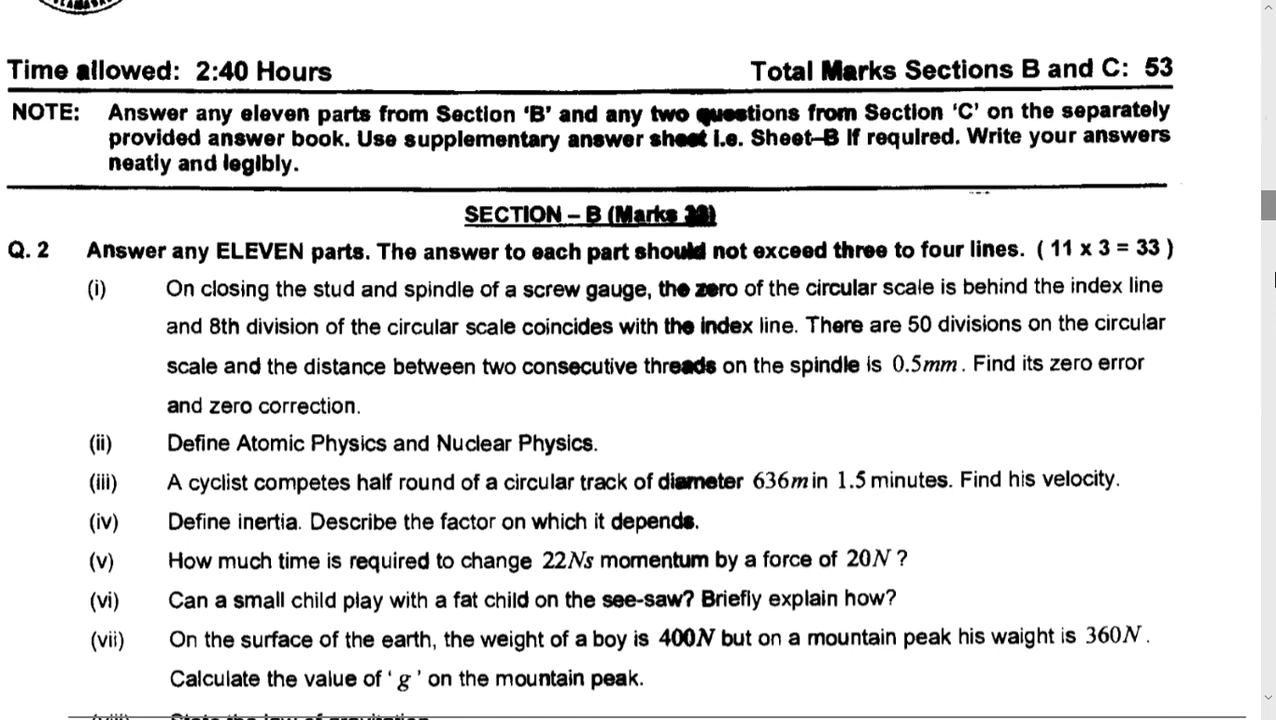 Time allowed: 2:40 Hours Total Marks Sections B and C: 53
NOTE: Answer any eleven parts from Section 'B' and any two questions from Section 'C' on the separately
provided answer book. Use supplementary answer sheet i.e. Sheet–B if required. Write your answers
neatly and legibly.
SECTION – B (Marks 33)
Q. 2 Answer any ELEVEN parts. The answer to each part should not exceed three to four lines. ( 11 x 3 = 33 )
(i) On closing the stud and spindle of a screw gauge, the zero of the circular scale is behind the index line
and 8th division of the circular scale coincides with the index line. There are 50 divisions on the circular
scale and the distance between two consecutive threads on the spindle is 0.5mm. Find its zero error
and zero correction.
(ii) Define Atomic Physics and Nuclear Physics.
(iii) A cyclist competes half round of a circular track of diameter 636m in 1.5 minutes. Find his velocity.
(iv) Define inertia. Describe the factor on which it depends.
(v) How much time is required to change 22Ns momentum by a force of 20N ?
(vi) Can a small child play with a fat child on the see-saw? Briefly explain how?
(vii) On the surface of the earth, the weight of a boy is 400N but on a mountain peak his waight is 360N .
Calculate the value of ' g ' on the mountain peak.